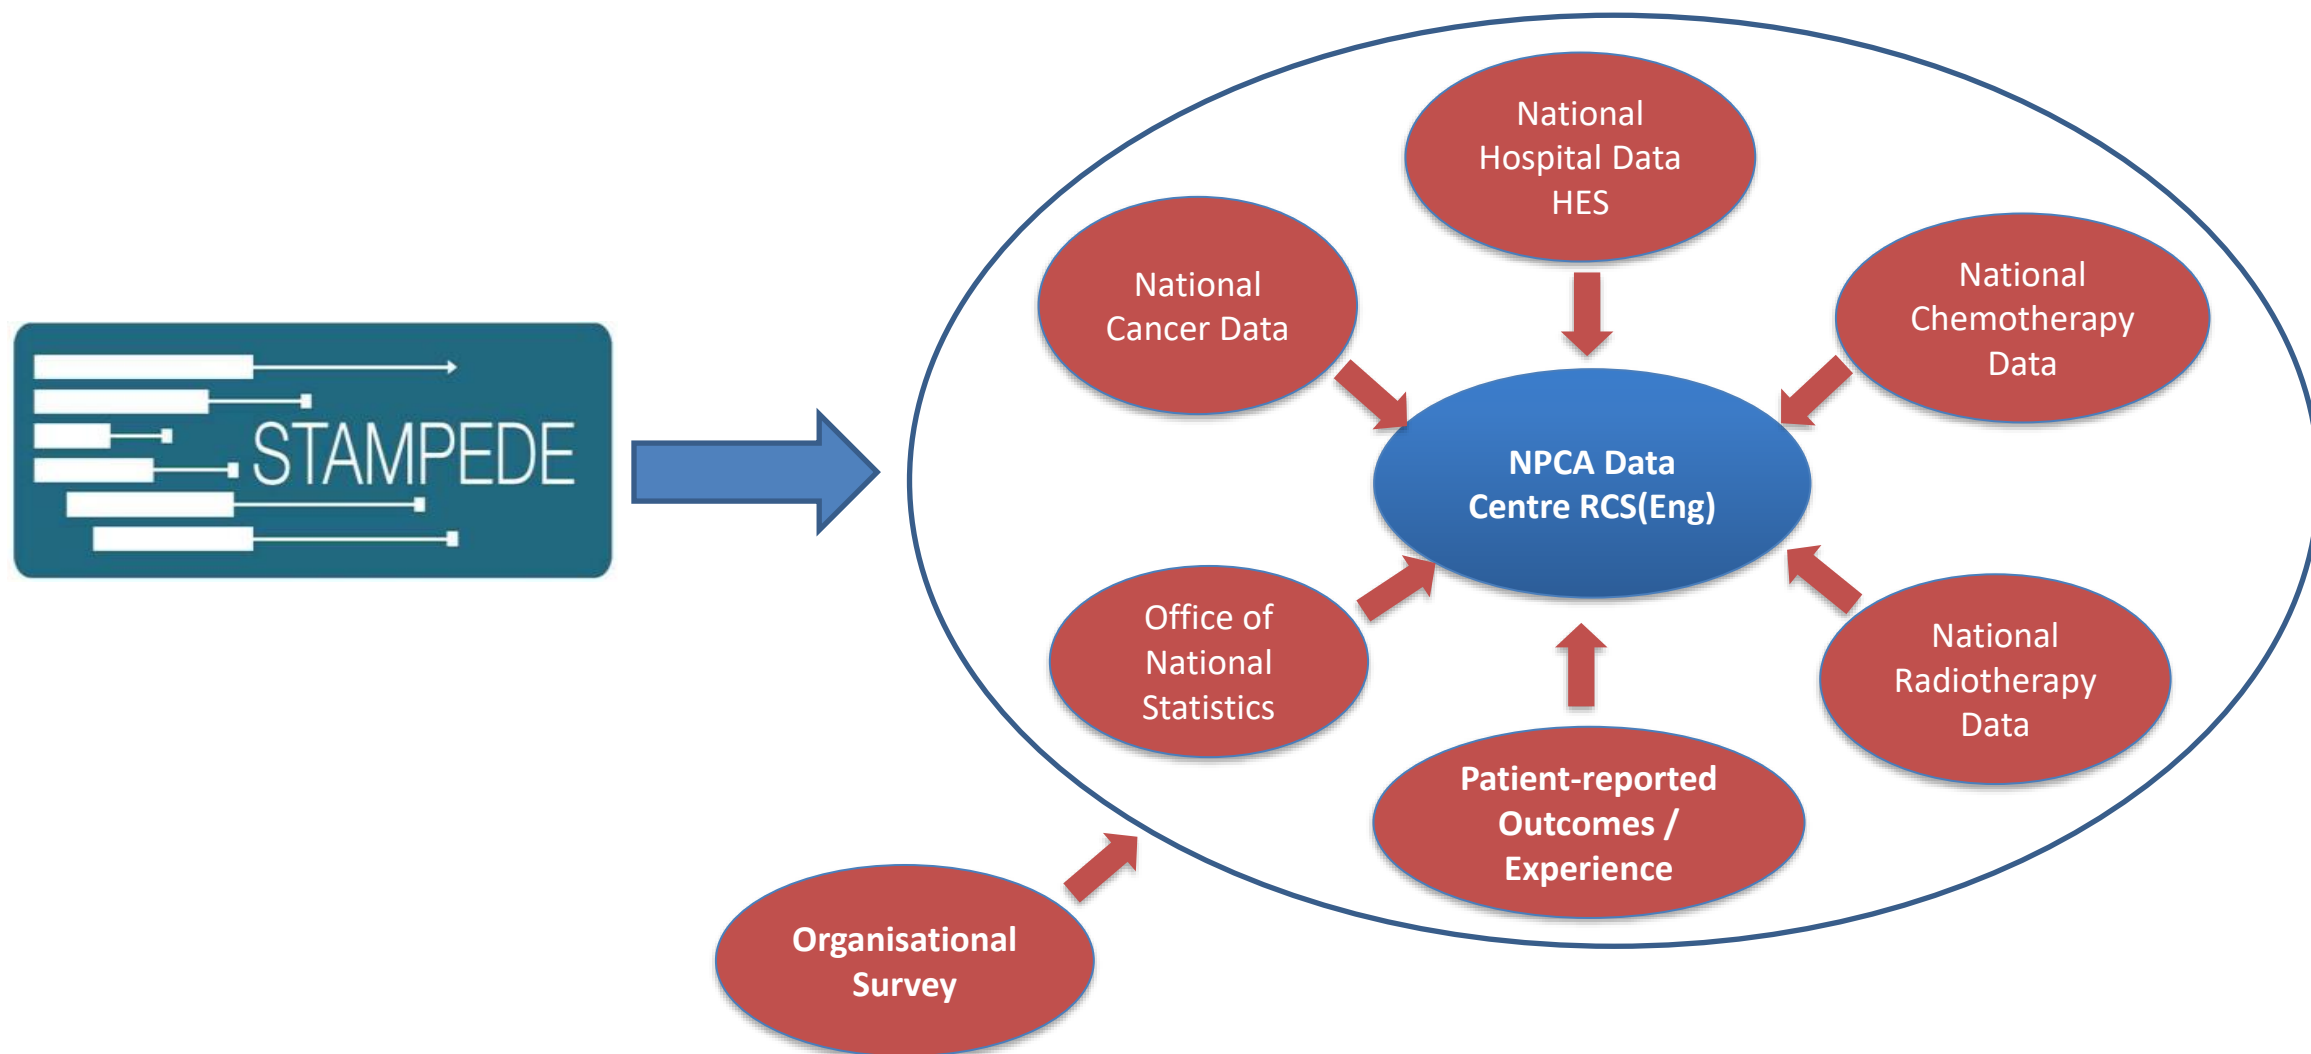 STAMPEDE
National
Hospital Data
HES
National
Cancer Data
National
Chemotherapy
Data
NPCA Data
Centre RCS(Eng)
Office of
National
Statistics
National
Radiotherapy
Data
Patient-reported
Outcomes /
Experience
Organisational
Survey